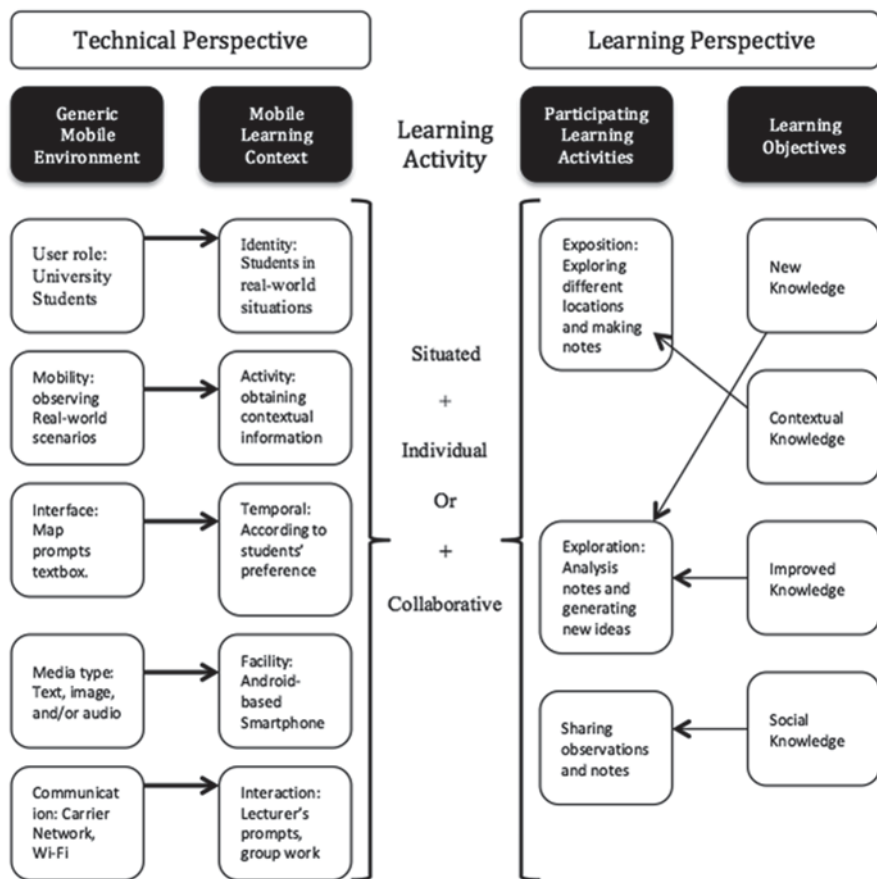 Technical Perspective
Learning Perspective
Generic
Mobile
Environment
Mobile
Learning
Context
Learning
Activity
Participating
Learning
Activities
Learning
Objectives
User role:
University
Students
Identity:
Students in
real-world
situations
Mobility:
observing
Real-world
scenarios
Activity:
obtaining
contextual
information
Interface:
Map
prompts
textbox.
Temporal:
According to
students'
preference
Media type:
Text, image,
and/or audio
Facility:
Android-
based
Smartphone
Communicat
ion: Carrier
Network,
Wi-Fi
Interaction:
Lecturer's
prompts,
group work
Situated
+
Individual
Or
+
Collaborative
Exposition:
Exploring
different
locations
and making
notes
Exploration:
Analysis
notes and
generating
new ideas
Sharing
observations
and notes
New
Knowledge
Contextual
Knowledge
Improved
Knowledge
Social
Knowledge